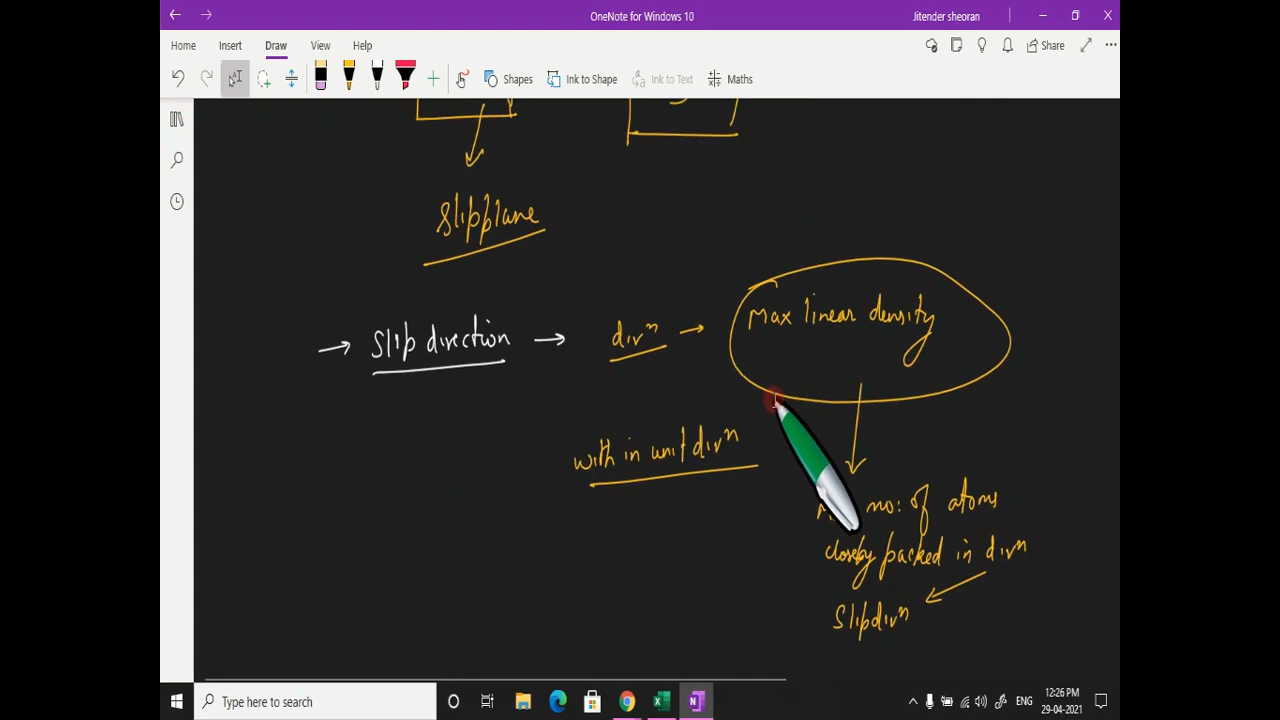 OneNote for Windows 10
Jitender sheoran
Home Insert Draw View Help
Share
Shapes
Ink to Shape
Ink to Text
Maths
slipplane
→ slip direction → dirⁿ → Max linear density
with in unit dirⁿ
no: of atoms
closely packed in dirⁿ
slipdirⁿ
Type here to search
ENG
12:26 PM
29-04-2021